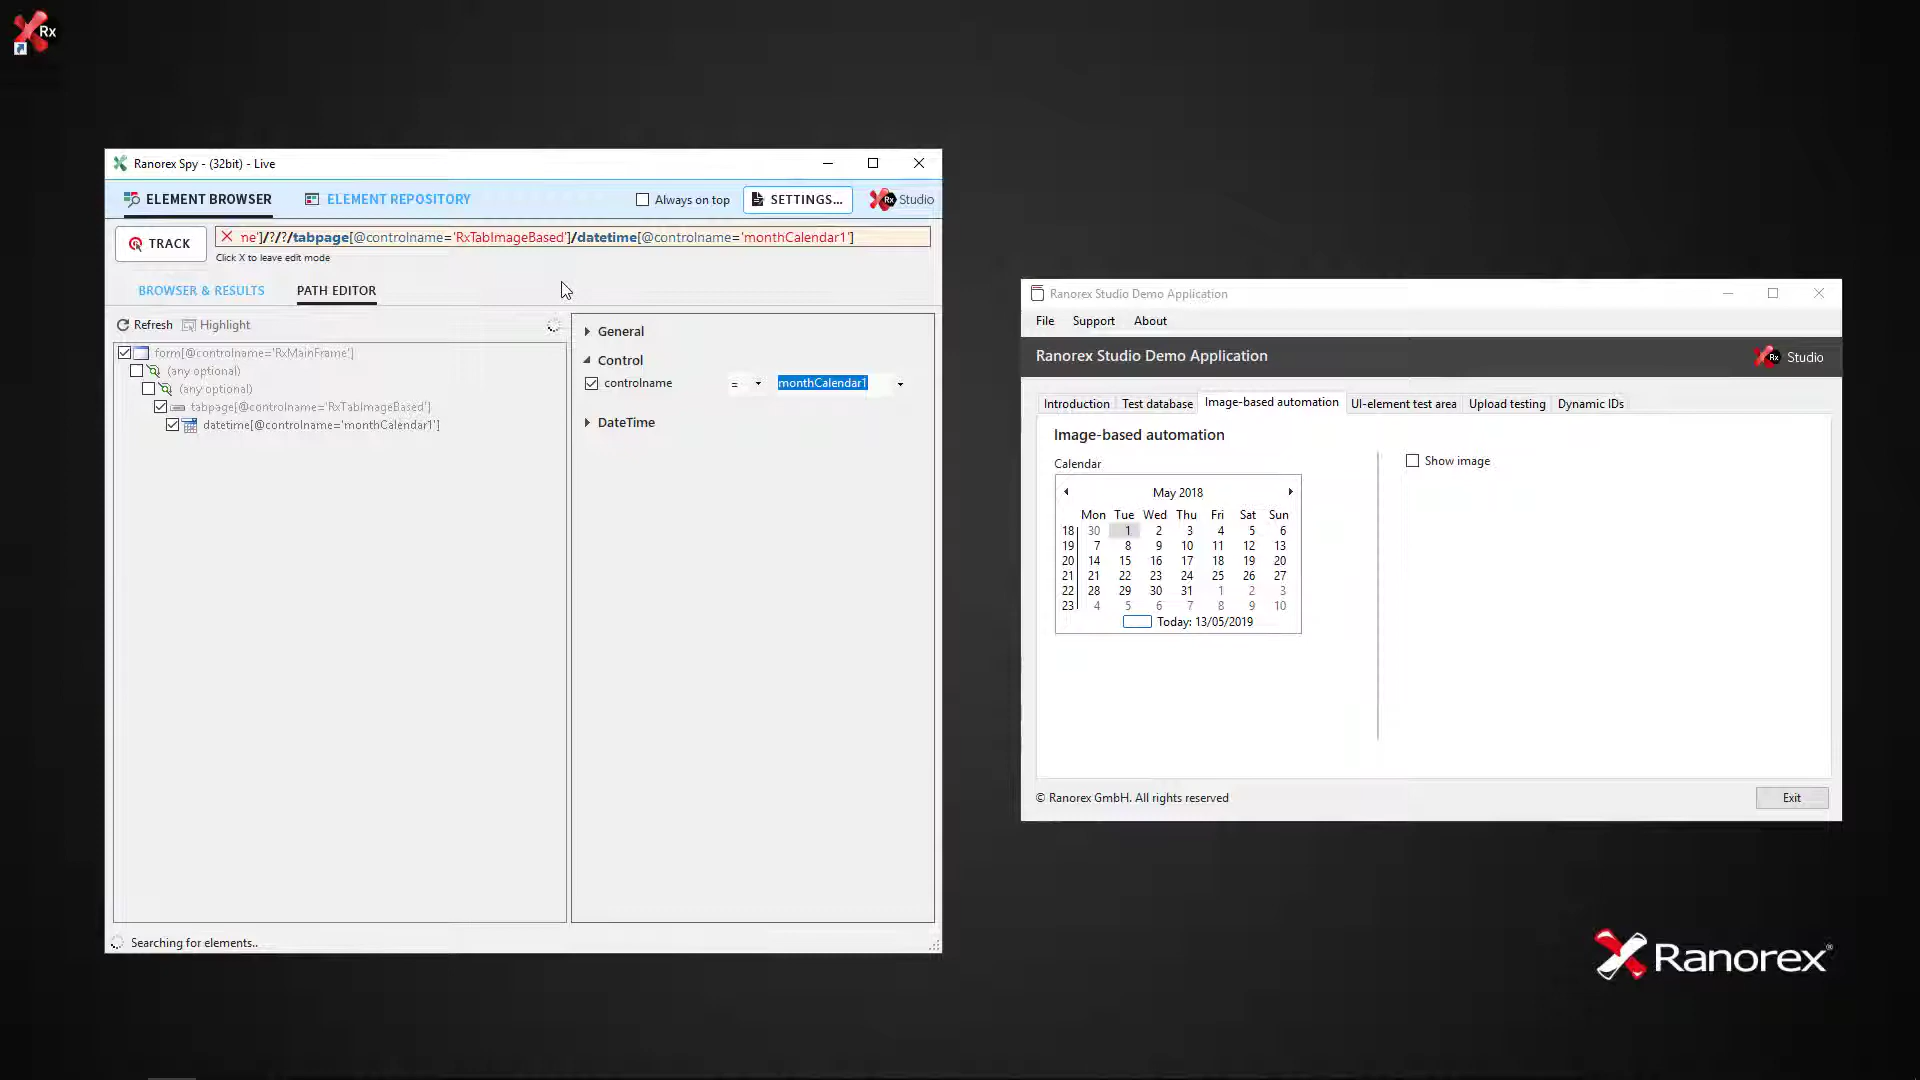 Rx
Ranorex Spy - (32bit) - Live
ELEMENT BROWSER
ELEMENT REPOSITORY
Always on top
SETTINGS...
Rx Studio
TRACK
ne']/?/?/tabpage[@controlname='RxTabImageBased']/datetime[@controlname='monthCalendar1']
Click X to leave edit mode
BROWSER & RESULTS
PATH EDITOR
Refresh
Highlight
form[@controlname='RxMainFrame']
(any optional)
(any optional)
tabpage[@controlname='RxTabImageBased']
datetime[@controlname='monthCalendar1']
General
Control
controlname = monthCalendar1
DateTime
Searching for elements..
Ranorex Studio Demo Application
File Support About
Ranorex Studio Demo Application
Rx Studio
Introduction Test database Image-based automation UI-element test area Upload testing Dynamic IDs
Image-based automation
Calendar
Show image
May 2018
Mon Tue Wed Thu Fri Sat Sun
18 30 1 2 3 4 5 6
19 7 8 9 10 11 12 13
20 14 15 16 17 18 19 20
21 21 22 23 24 25 26 27
22 28 29 30 31 1 2 3
23 4 5 6 7 8 9 10
Today: 13/05/2019
© Ranorex GmbH. All rights reserved
Exit
Ranorex®